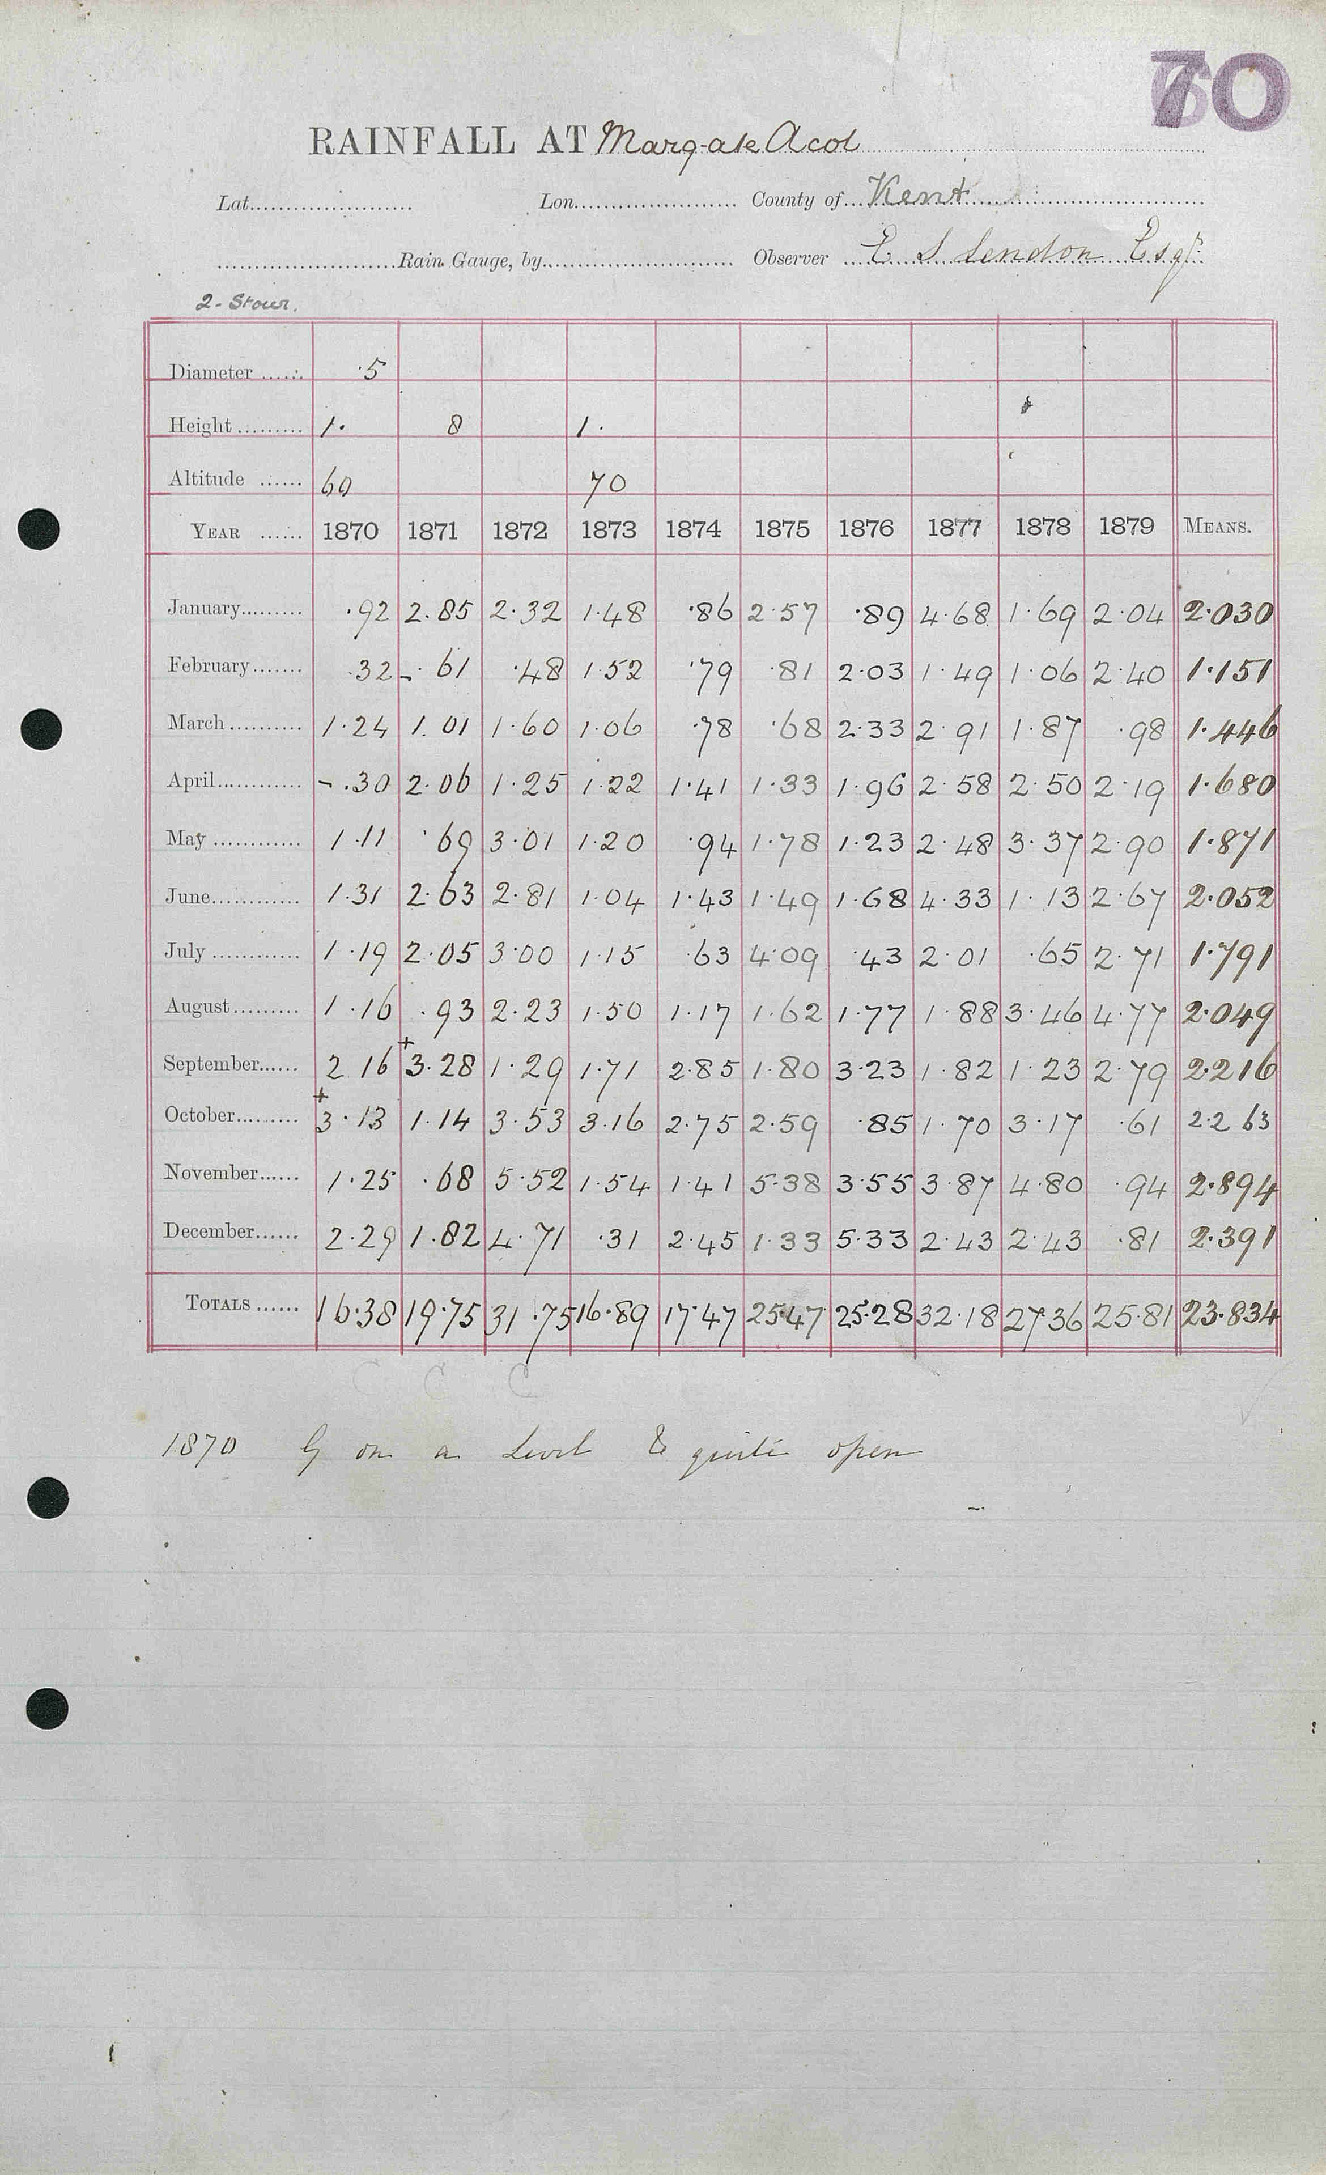 70
RAINFALL AT Margate Acol
Lat. Lon. County of Kent
Rain Gauge, by Observer E S Lendon Esqr
2-Stour.
Diameter ·5
Height 1. 8 1.
Altitude 60 70
YEAR 1870 1871 1872 1873 1874 1875 1876 1877 1878 1879 MEANS.
January ·92 2.85 2·32 1·48 ·86 2·57 ·89 4·68 1·69 2·04 2·030
February ·32 ·61 ·48 1·52 ·79 ·81 2·03 1·49 1·06 2·40 1·151
March 1·24 1.01 1·60 1·06 ·78 ·68 2·33 2·91 1·87 ·98 1·446
April ·30 2·06 1·25 1·22 1·41 1·33 1·96 2·58 2·50 2·19 1·680
May 1·11 ·69 3·01 1·20 ·94 1·78 1·23 2·48 3·37 2·90 1·871
June 1·31 2·63 2·81 1·04 1·43 1·49 1·68 4·33 1·13 2·67 2·052
July 1·19 2·05 3·00 1·15 ·63 4·09 ·43 2·01 ·65 2·71 1·791
August 1·16 ·93 2·23 1·50 1·17 1·62 1·77 1·88 3·46 4·77 2·049
September 2 16 +3·28 1·29 1·71 2·85 1·80 3·23 1·82 1·23 2·79 2·216
October +3·13 1·14 3·53 3·16 2·75 2·59 ·85 1·70 3·17 ·61 2·263
November 1·25 ·68 5·52 1·54 1·41 5·38 3·55 3·87 4·80 ·94 2·894
December 2·29 1·82 4·71 ·31 2·45 1·33 5·33 2·43 2·43 ·81 2·391
TOTALS 16·38 19·75 31·75 16·89 17·47 25·47 25·28 32·18 27·36 25·81 23·834
C C C
1870 G on a Level & quite open